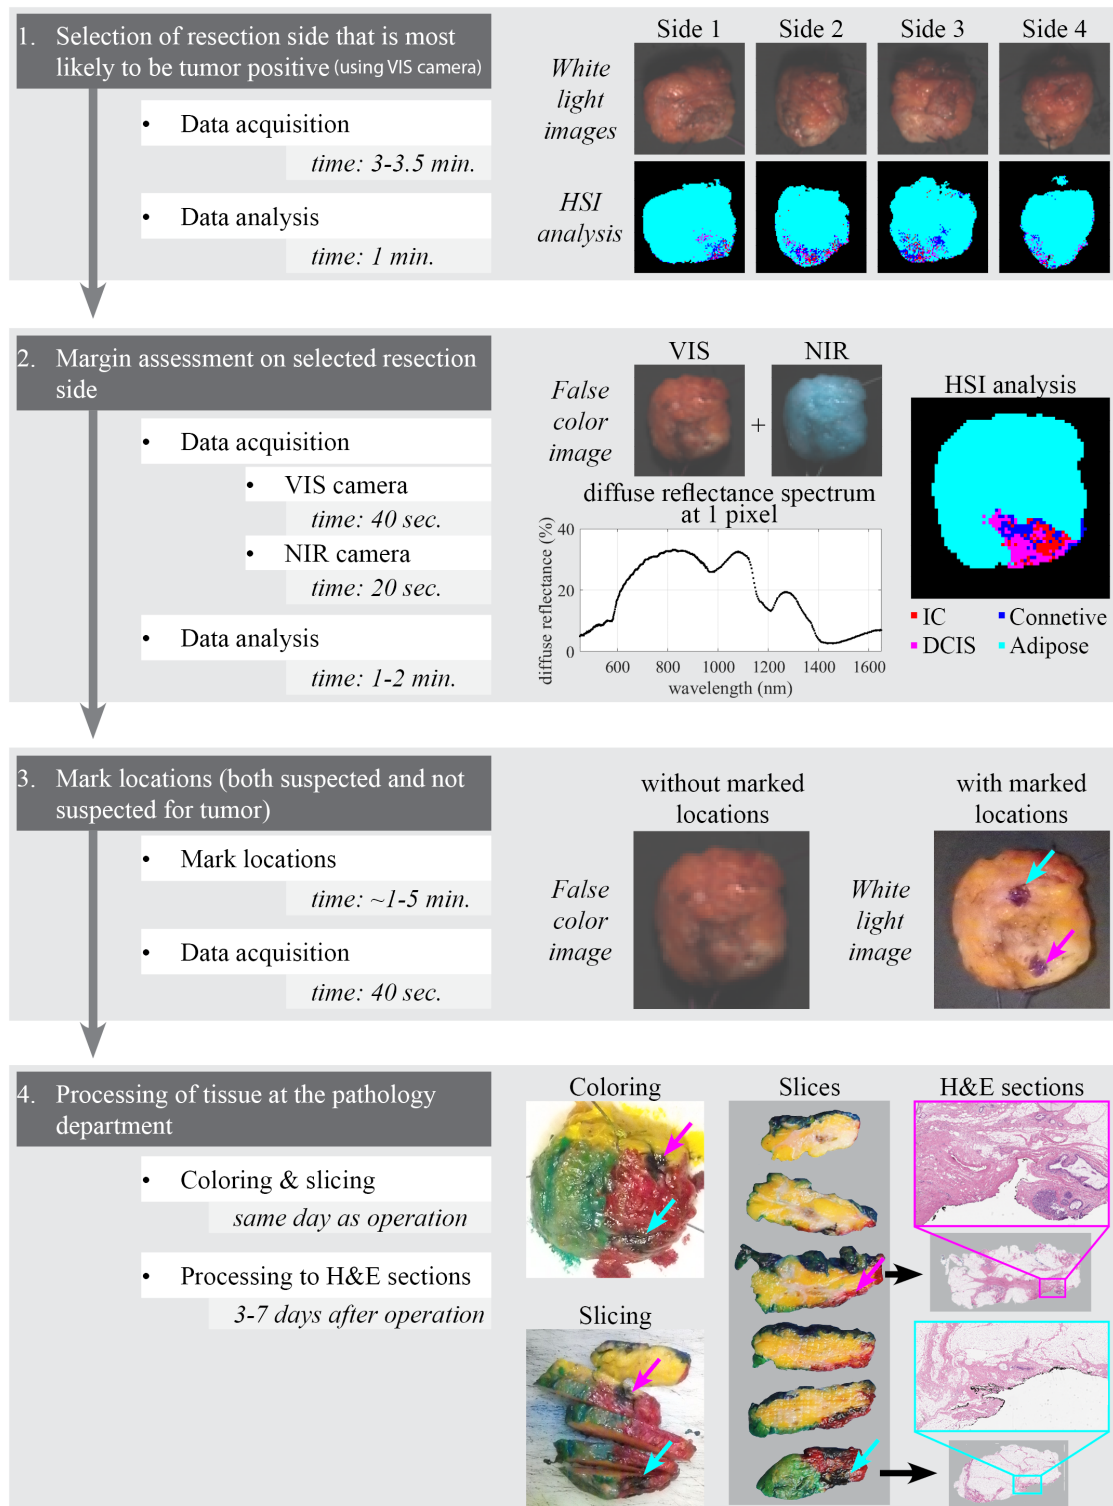 1. Selection of resection side that is most
likely to be tumor positive (using VIS camera)
• Data acquisition
time: 3-3.5 min.
• Data analysis
time: 1 min.
Side 1 Side 2 Side 3 Side 4
White
light
images
HSI
analysis
2. Margin assessment on selected resection
side
• Data acquisition
• VIS camera
time: 40 sec.
• NIR camera
time: 20 sec.
• Data analysis
time: 1-2 min.
VIS NIR
False
color
image
+
diffuse reflectance spectrum
at 1 pixel
diffuse reflectance (%)
40
20
0
600 800 1000 1200 1400 1600
wavelength (nm)
HSI analysis
IC Connetive
DCIS Adipose
3. Mark locations (both suspected and not
suspected for tumor)
• Mark locations
time: ~1-5 min.
• Data acquisition
time: 40 sec.
without marked
locations
False
color
image
with marked
locations
White
light
image
4. Processing of tissue at the pathology
department
• Coloring & slicing
same day as operation
• Processing to H&E sections
3-7 days after operation
Coloring
Slicing
Slices
H&E sections